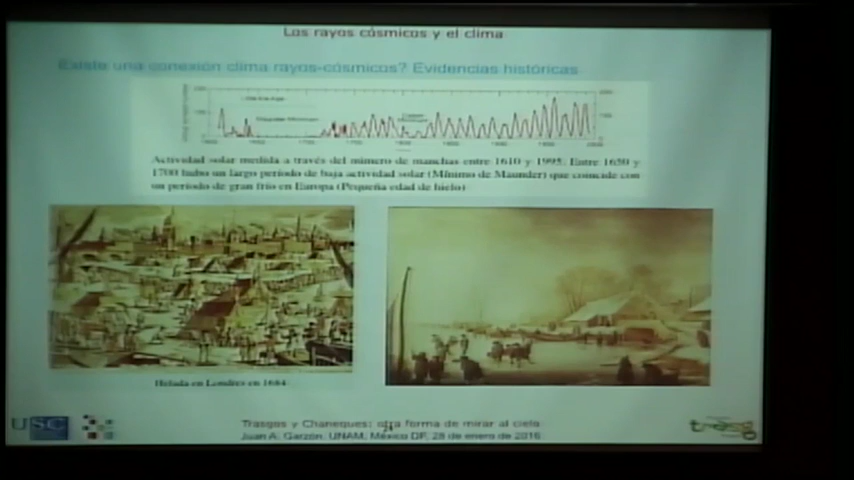 Los rayos cósmicos y el clima
Existe una conexión clima rayos-cósmicos? Evidencias históricas
Actividad solar medida a través del número de manchas entre 1610 y 1995. Entre 1650 y
1700 hubo un largo período de baja actividad solar (Mínimo de Maunder) que coincide con
un período de gran frío en Europa (Pequeña edad de hielo)
Helada en Londres en 1684
Trasgos y Chaneques: otra forma de mirar al cielo
Juan A. Garzón. UNAM, México DF, 28 de enero de 2016
USC